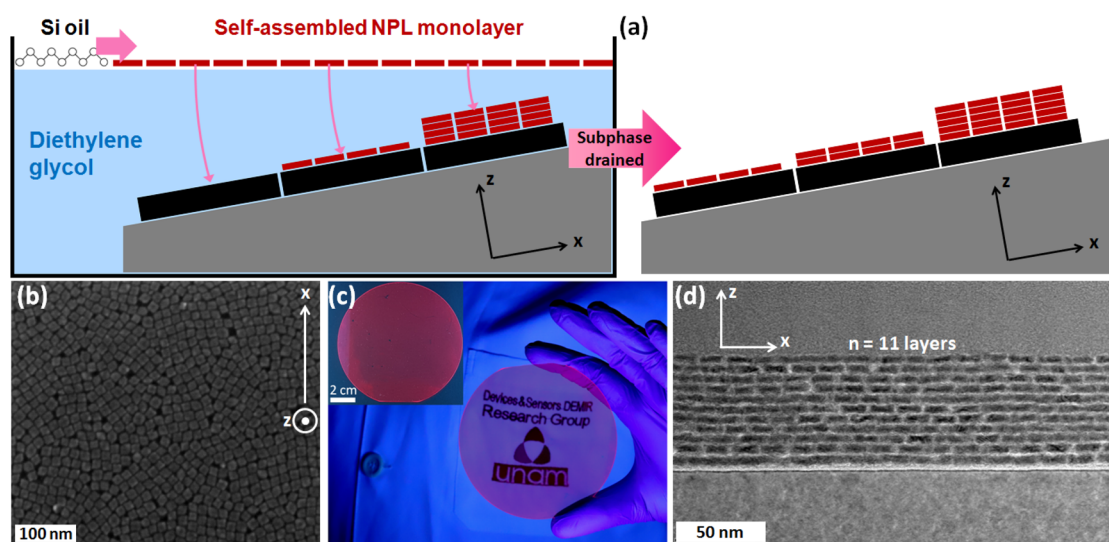 Si oil
Self-assembled NPL monolayer
(a)
Diethylene
glycol
z
x
Subphase
drained
z
x
(b)
x
z
100 nm
(c)
2 cm
Devices&Sensors DEMIR
Research Group
unam
(d)
z
x
n = 11 layers
50 nm